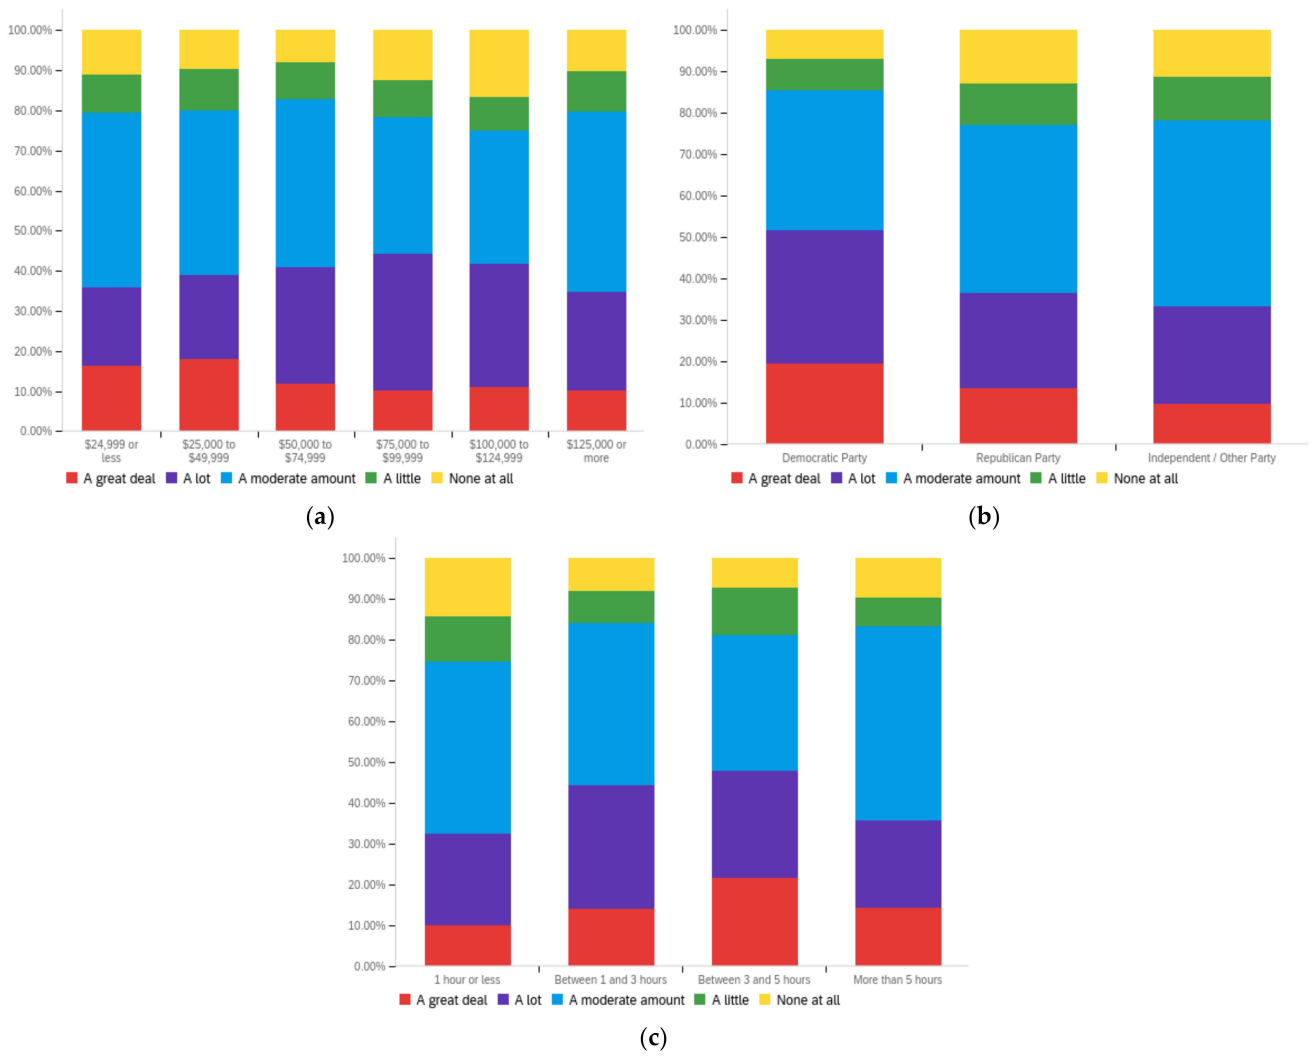 100.00%
90.00%
80.00%
70.00%
60.00%
50.00%
40.00%
30.00%
20.00%
10.00%
0.00%
$24,999 or less
$25,000 to $49,999
$50,000 to $74,999
$75,000 to $99,999
$100,000 to $124,999
$125,000 or more
A great deal A lot A moderate amount A little None at all
(a)
100.00%
90.00%
80.00%
70.00%
60.00%
50.00%
40.00%
30.00%
20.00%
10.00%
0.00%
Democratic Party Republican Party Independent / Other Party
A great deal A lot A moderate amount A little None at all
(b)
100.00%
90.00%
80.00%
70.00%
60.00%
50.00%
40.00%
30.00%
20.00%
10.00%
0.00%
1 hour or less Between 1 and 3 hours Between 3 and 5 hours More than 5 hours
A great deal A lot A moderate amount A little None at all
(c)